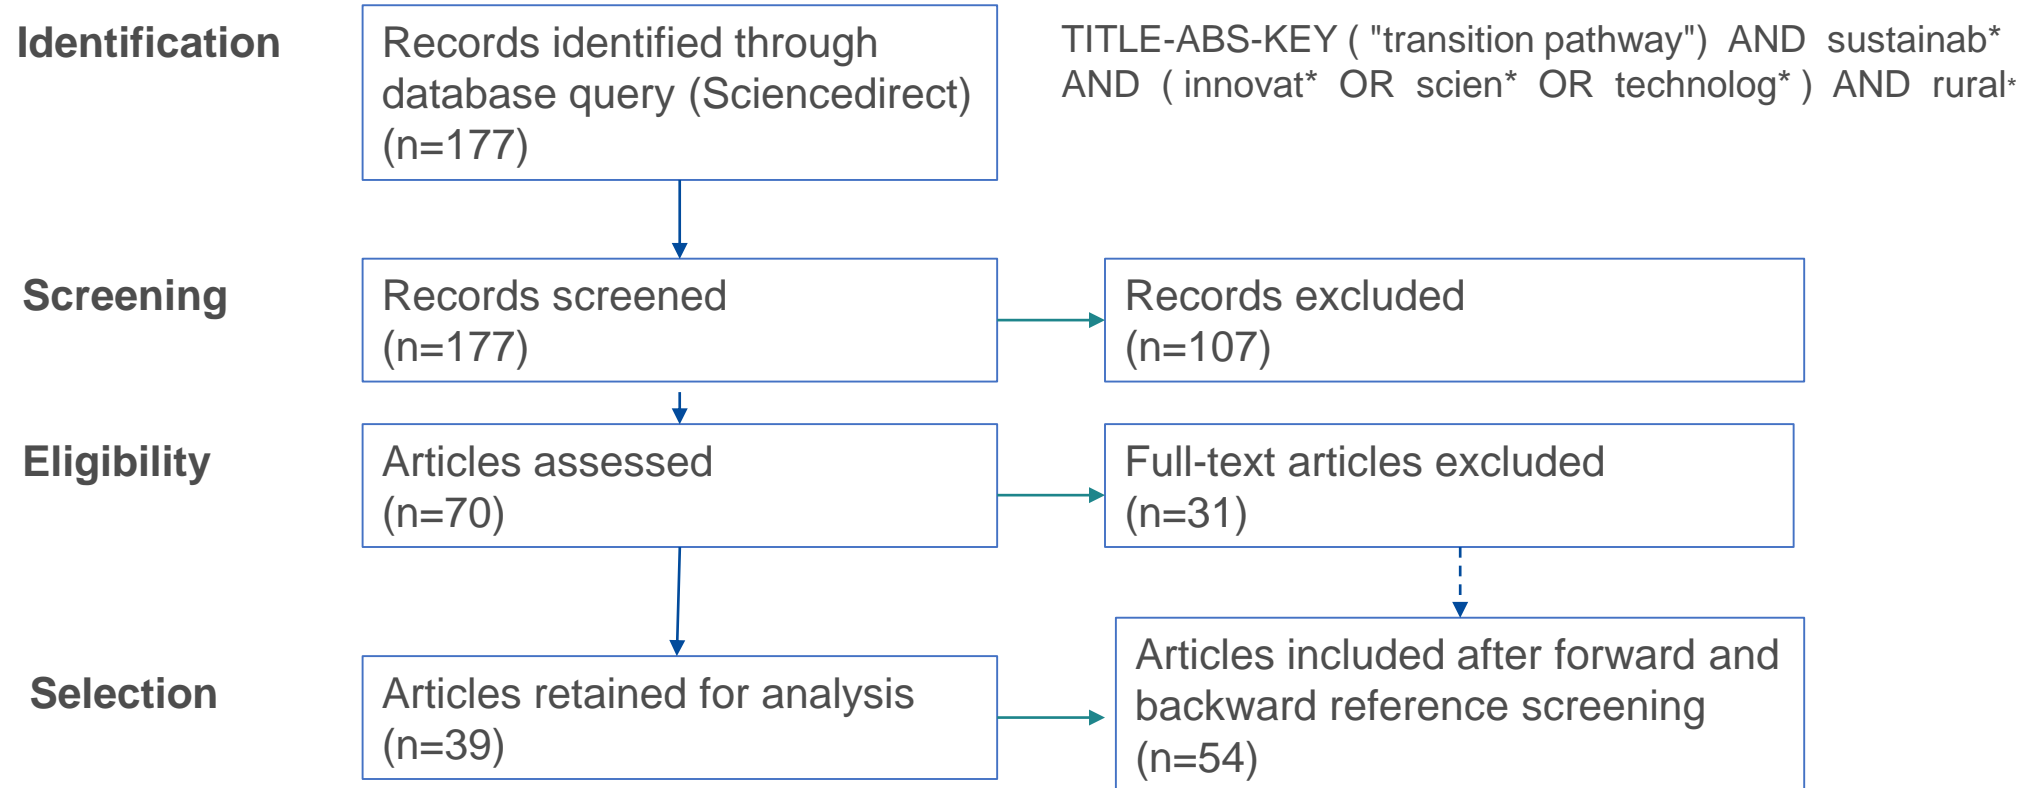 Identification
Records identified through
database query (Sciencedirect)
(n=177)
TITLE-ABS-KEY ( "transition pathway") AND sustainab*
AND ( innovat* OR scien* OR technolog* ) AND rural*
Screening
Records screened
(n=177)
Records excluded
(n=107)
Eligibility
Articles assessed
(n=70)
Full-text articles excluded
(n=31)
Selection
Articles retained for analysis
(n=39)
Articles included after forward and
backward reference screening
(n=54)